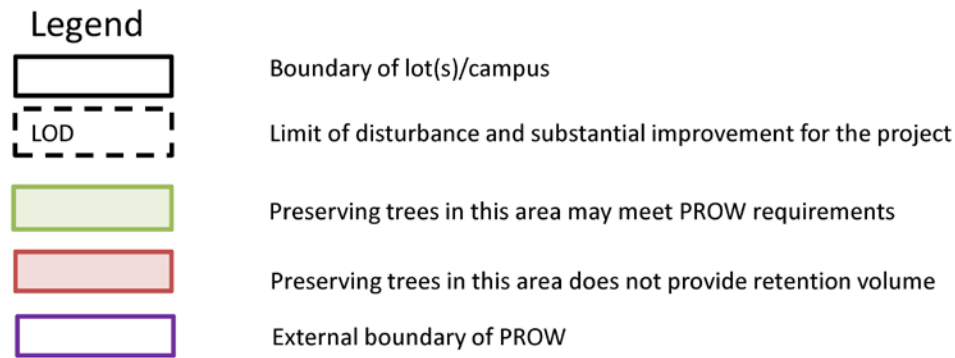 Legend
Boundary of lot(s)/campus
LOD
Limit of disturbance and substantial improvement for the project
Preserving trees in this area may meet PROW requirements
Preserving trees in this area does not provide retention volume
External boundary of PROW